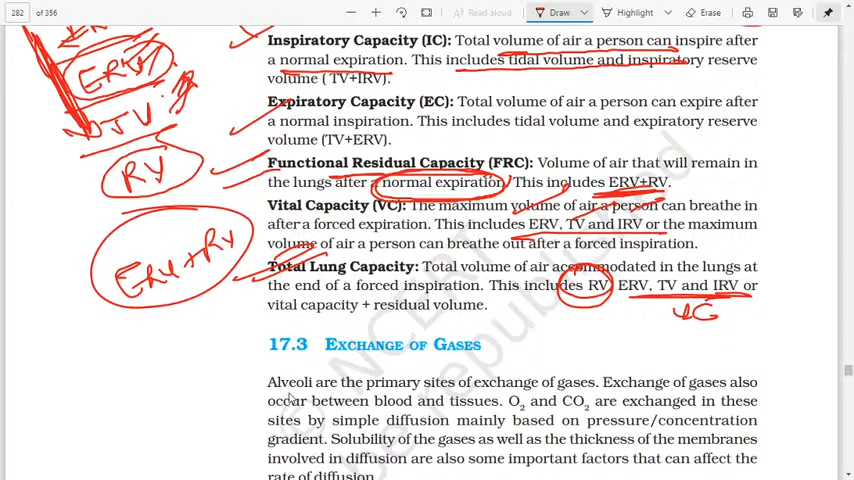 282 of 356 Read aloud Draw Highlight Erase
Inspiratory Capacity (IC): Total volume of air a person can inspire after
a normal expiration. This includes tidal volume and inspiratory reserve
volume ( TV+IRV).
Expiratory Capacity (EC): Total volume of air a person can expire after
a normal inspiration. This includes tidal volume and expiratory reserve
volume (TV+ERV).
Functional Residual Capacity (FRC): Volume of air that will remain in
the lungs after a normal expiration. This includes ERV+RV.
Vital Capacity (VC): The maximum volume of air a person can breathe in
after a forced expiration. This includes ERV, TV and IRV or the maximum
volume of air a person can breathe out after a forced inspiration.
Total Lung Capacity: Total volume of air accommodated in the lungs at
the end of a forced inspiration. This includes RV, ERV, TV and IRV or
vital capacity + residual volume.
17.3 EXCHANGE OF GASES
Alveoli are the primary sites of exchange of gases. Exchange of gases also
occur between blood and tissues. O2 and CO2 are exchanged in these
sites by simple diffusion mainly based on pressure/concentration
gradient. Solubility of the gases as well as the thickness of the membranes
involved in diffusion are also some important factors that can affect the
rate of diffusion.
ERV
RV
ERV+RV
VC
© NCERT
be republished